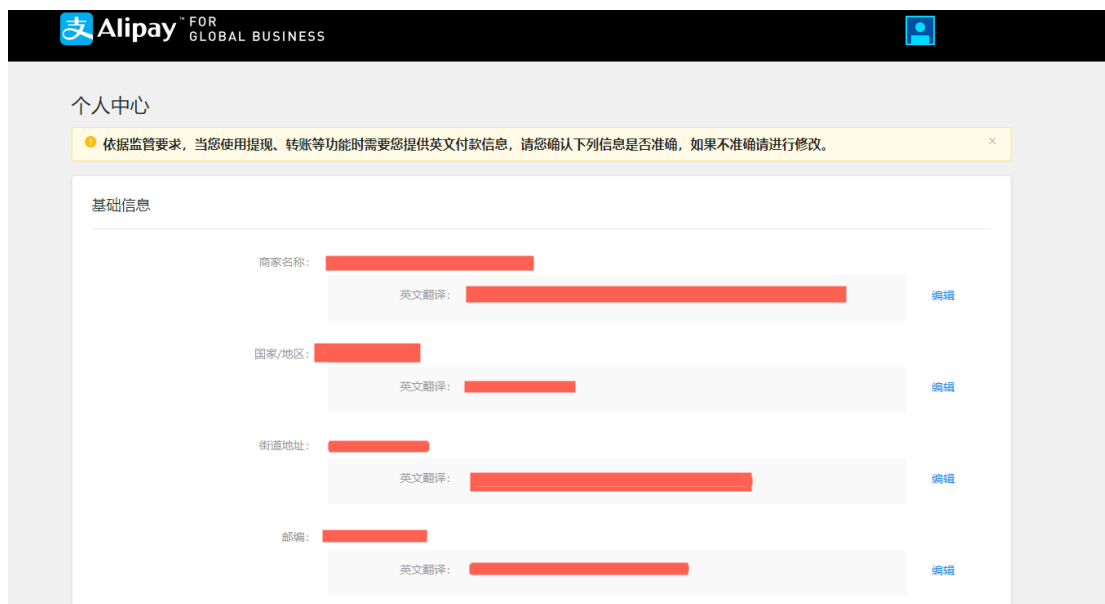 支 Alipay™ FOR
GLOBAL BUSINESS
个人中心
依据监管要求，当您使用提现、转账等功能时需要您提供英文付款信息，请您确认下列信息是否准确，如果不准确请进行修改。 ×
基础信息
商家名称：
英文翻译： 编辑
国家/地区：
英文翻译： 编辑
街道地址：
英文翻译： 编辑
邮编：
英文翻译： 编辑